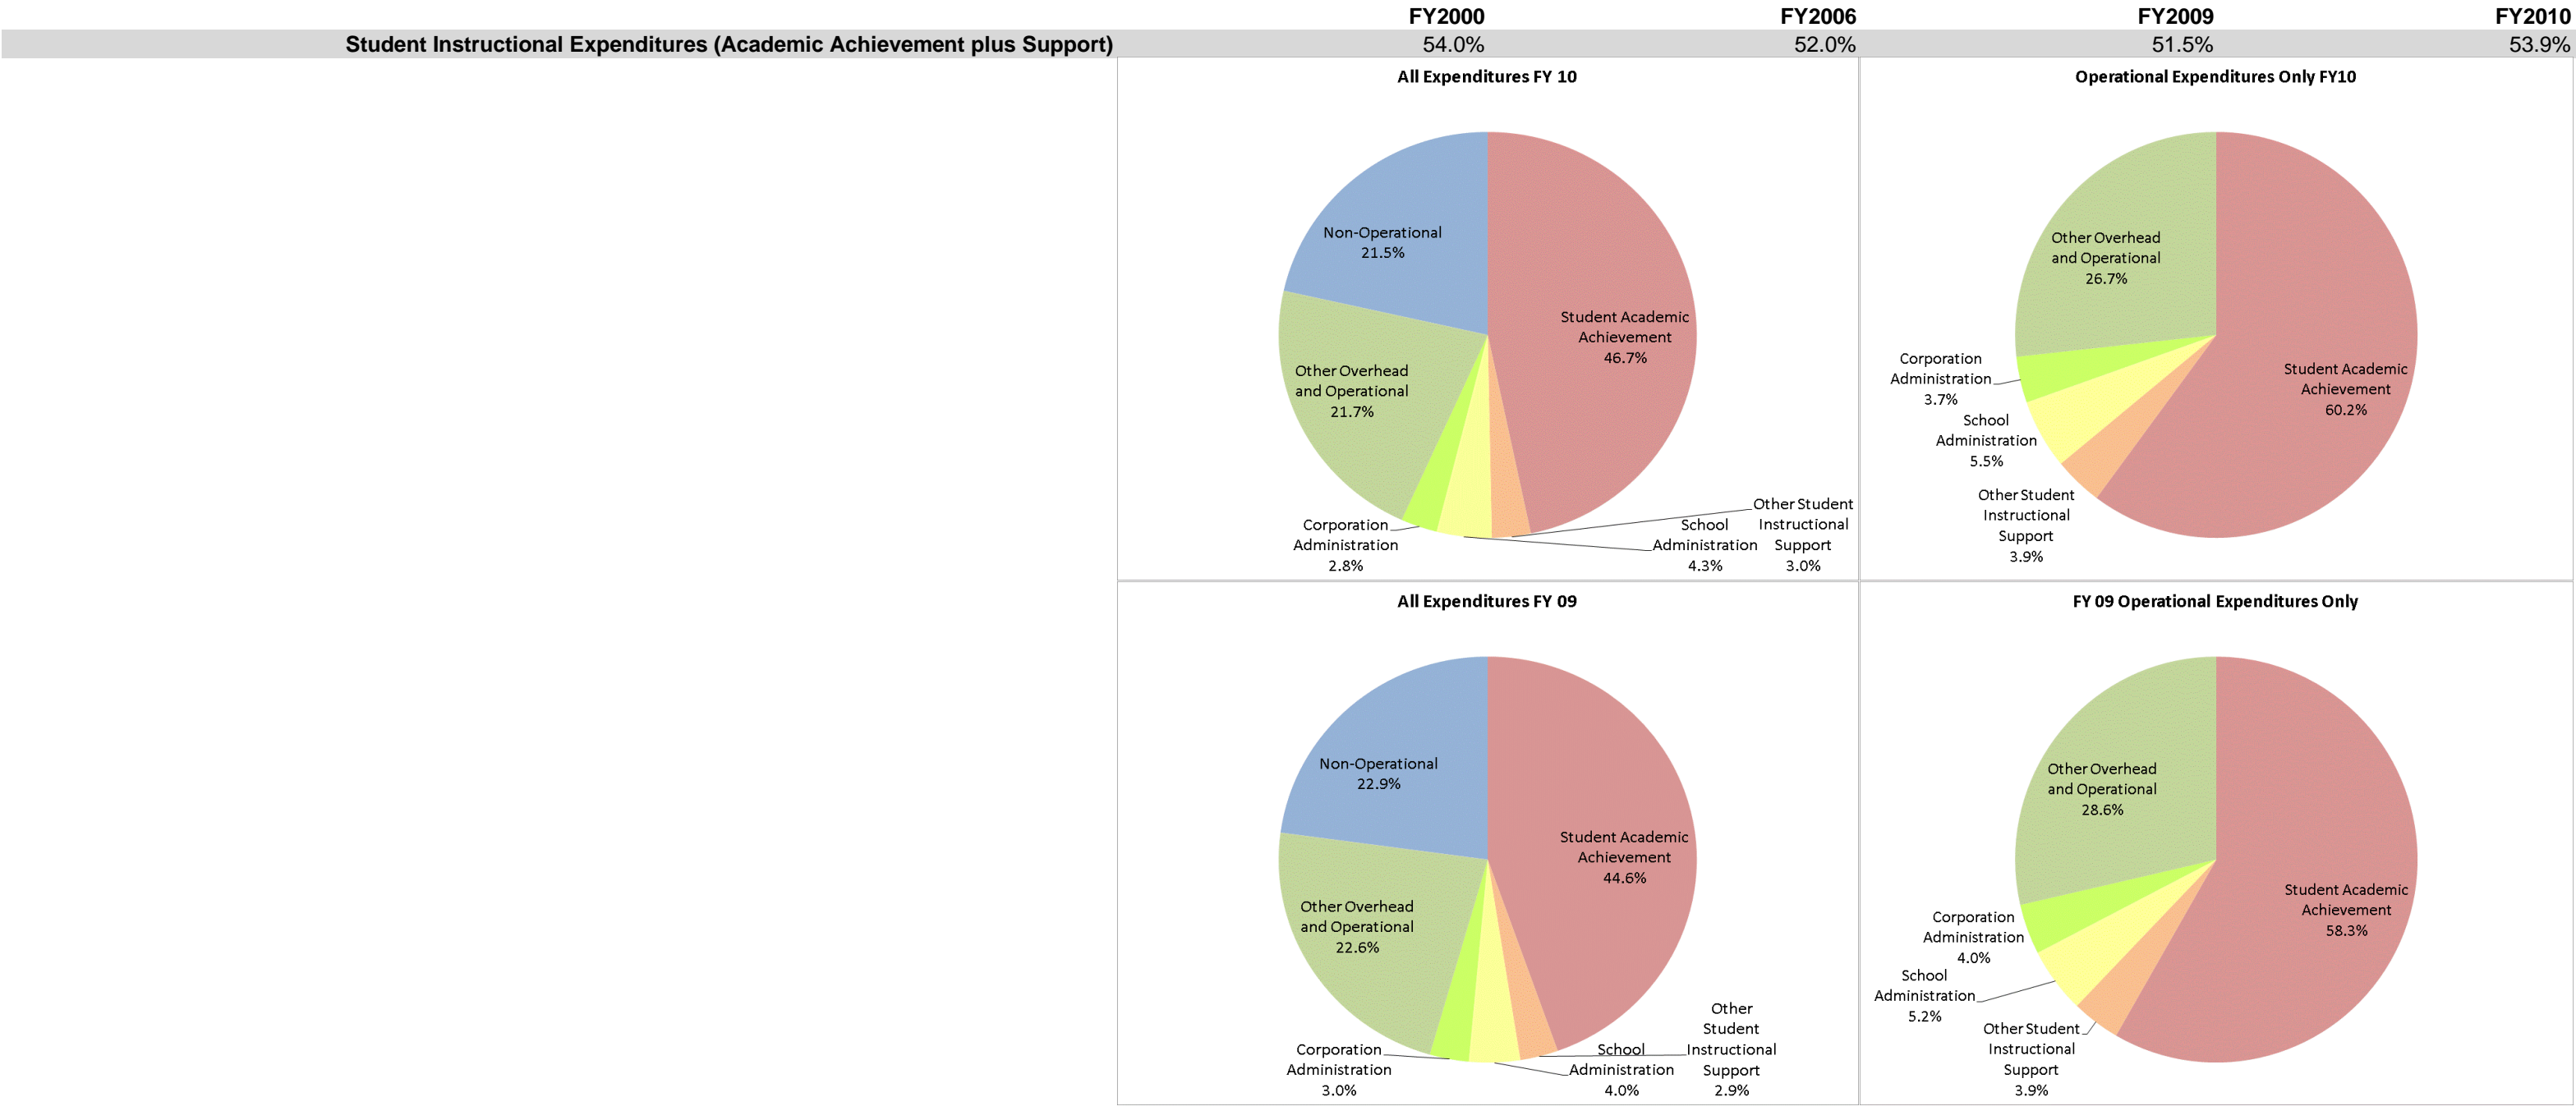 FY2000 FY2006 FY2009 FY2010
Student Instructional Expenditures (Academic Achievement plus Support) 54.0% 52.0% 51.5% 53.9%
All Expenditures FY 10
Non-Operational
21.5%
Student Academic
Achievement
46.7%
Other Overhead
and Operational
21.7%
Corporation
Administration
2.8%
School
Administration
4.3%
Other Student
Instructional
Support
3.0%
Operational Expenditures Only FY10
Other Overhead
and Operational
26.7%
Corporation
Administration
3.7%
Student Academic
Achievement
60.2%
School
Administration
5.5%
Other Student
Instructional
Support
3.9%
All Expenditures FY 09
Non-Operational
22.9%
Student Academic
Achievement
44.6%
Other Overhead
and Operational
22.6%
Corporation
Administration
3.0%
School
Administration
4.0%
Other
Student
Instructional
Support
2.9%
FY 09 Operational Expenditures Only
Other Overhead
and Operational
28.6%
Student Academic
Achievement
58.3%
Corporation
Administration
4.0%
School
Administration
5.2%
Other Student
Instructional
Support
3.9%